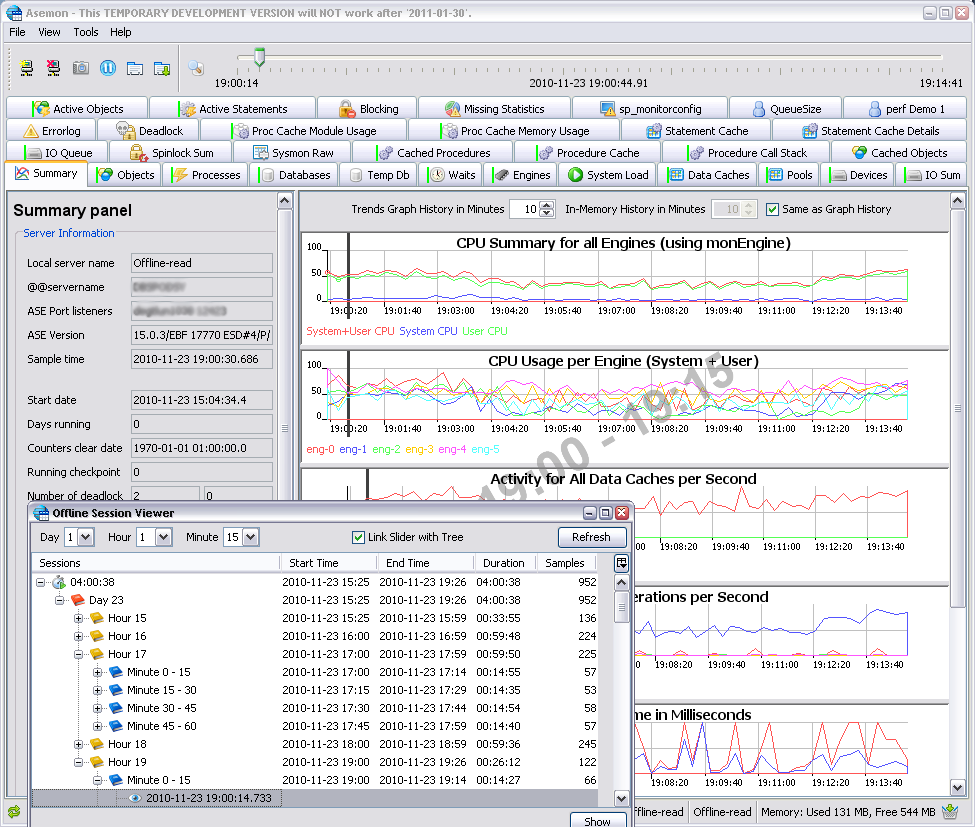 Asemon - This TEMPORARY DEVELOPMENT VERSION will NOT work after '2011-01-30'.
File View Tools Help
19:00:14 2010-11-23 19:00:44.91 19:14:41
Active Objects Active Statements Blocking Missing Statistics sp_monitorconfig QueueSize perf Demo 1
Errorlog Deadlock Proc Cache Module Usage Proc Cache Memory Usage Statement Cache Statement Cache Details
IO Queue Spinlock Sum Sysmon Raw Cached Procedures Procedure Cache Procedure Call Stack Cached Objects
Summary Objects Processes Databases Temp Db Waits Engines System Load Data Caches Pools Devices IO Sum
Summary panel
Server Information
Local server name Offline-read
@@servername
ASE Port listeners
ASE Version 15.0.3/EBF 17770 ESD#4/P/
Sample time 2010-11-23 19:00:30.686
Start date 2010-11-23 15:04:34.4
Days running 0
Counters clear date 1970-01-01 01:00:00.0
Running checkpoint 0
Number of deadlock 2 0
Trends Graph History in Minutes 10 In-Memory History in Minutes 10 Same as Graph History
CPU Summary for all Engines (using monEngine)
100
50
0
19:00:20 19:01:40 19:03:00 19:04:20 19:05:40 19:07:00 19:08:20 19:09:40 19:11:00 19:12:20 19:13:40
System+User CPU System CPU User CPU
CPU Usage per Engine (System + User)
100
50
0
19:00:20 19:01:40 19:03:00 19:04:20 19:05:40 19:07:00 19:08:20 19:09:40 19:11:00 19:12:20 19:13:40
eng-0 eng-1 eng-2 eng-3 eng-4 eng-5
19:00 - 19:15
Activity for All Data Caches per Second
00 19:08:20 19:09:40 19:11:00 19:12:20 19:13:40
erations per Second
0 19:08:20 19:09:40 19:11:00 19:12:20 19:13:40
me in Milliseconds
19:08:20 19:09:40 19:11:00 19:12:20 19:13:40
Offline Session Viewer
Day 1 Hour 1 Minute 15 Link Slider with Tree Refresh
Sessions Start Time End Time Duration Samples
04:00:38 2010-11-23 15:25 2010-11-23 19:26 04:00:38 952
Day 23 2010-11-23 15:25 2010-11-23 19:26 04:00:38 952
Hour 15 2010-11-23 15:25 2010-11-23 15:59 00:33:55 136
Hour 16 2010-11-23 16:00 2010-11-23 16:59 00:59:48 224
Hour 17 2010-11-23 17:00 2010-11-23 17:59 00:59:50 225
Minute 0 - 15 2010-11-23 17:00 2010-11-23 17:14 00:14:55 57
Minute 15 - 30 2010-11-23 17:15 2010-11-23 17:29 00:14:35 53
Minute 30 - 45 2010-11-23 17:30 2010-11-23 17:44 00:14:54 58
Minute 45 - 60 2010-11-23 17:45 2010-11-23 17:59 00:14:40 57
Hour 18 2010-11-23 18:00 2010-11-23 18:59 00:59:36 245
Hour 19 2010-11-23 19:00 2010-11-23 19:26 00:26:12 122
Minute 0 - 15 2010-11-23 19:00 2010-11-23 19:14 00:14:27 66
2010-11-23 19:00:14.733
Show
ffline-read Offline-read Memory: Used 131 MB, Free 544 MB